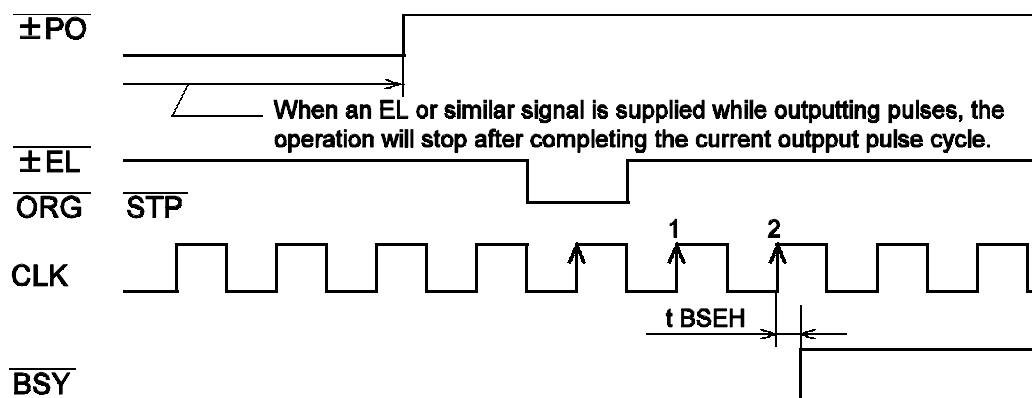 ±PO
When an EL or similar signal is supplied while outputting pulses, the
operation will stop after completing the current outpput pulse cycle.
±EL
ORG STP
1 2
CLK
t BSEH
BSY